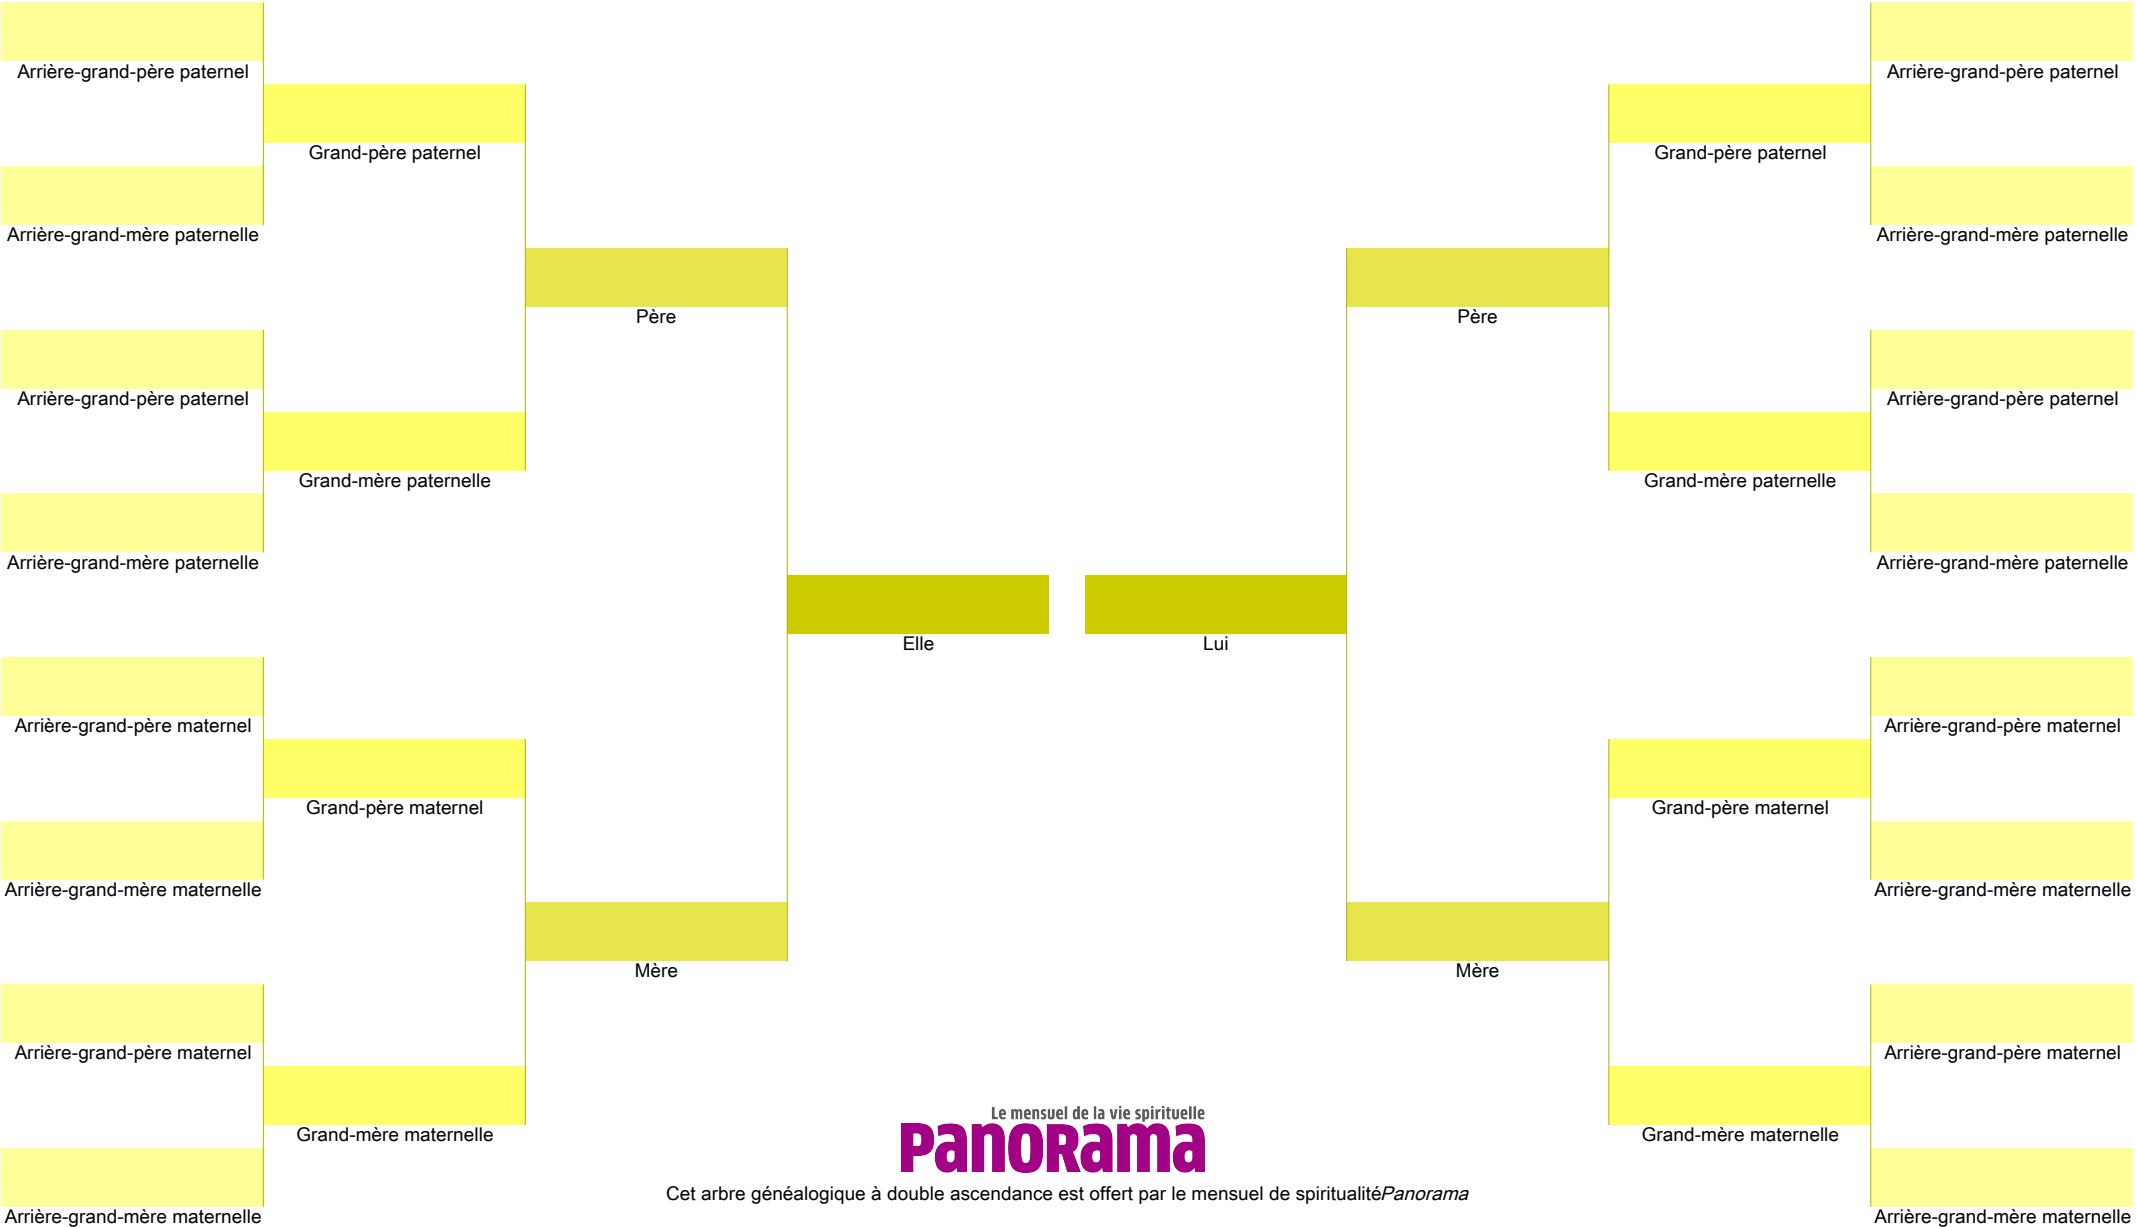 Arrière-grand-père paternel
Arrière-grand-père paternel
Grand-père paternel
Grand-père paternel
Arrière-grand-mère paternelle
Arrière-grand-mère paternelle
Père
Père
Arrière-grand-père paternel
Arrière-grand-père paternel
Grand-mère paternelle
Grand-mère paternelle
Arrière-grand-mère paternelle
Arrière-grand-mère paternelle
Elle
Lui
Arrière-grand-père maternel
Arrière-grand-père maternel
Grand-père maternel
Grand-père maternel
Arrière-grand-mère maternelle
Arrière-grand-mère maternelle
Mère
Mère
Arrière-grand-père maternel
Arrière-grand-père maternel
Le mensuel de la vie spirituelle
Panorama
Grand-mère maternelle
Grand-mère maternelle
Cet arbre généalogique à double ascendance est offert par le mensuel de spiritualitéPanorama
Arrière-grand-mère maternelle
Arrière-grand-mère maternelle